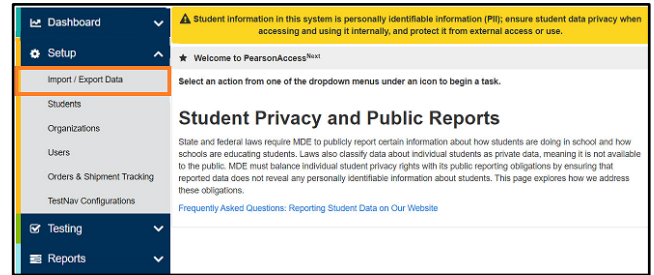 Dashboard
Setup
Import / Export Data
Students
Organizations
Users
Orders & Shipment Tracking
TestNav Configurations
Testing
Reports
Student information in this system is personally identifiable information (PII); ensure student data privacy when
accessing and using it internally, and protect it from external access or use.
Welcome to PearsonAccessNext
Select an action from one of the dropdown menus under an icon to begin a task.
Student Privacy and Public Reports
State and federal laws require MDE to publicly report certain information about how students are doing in school and how
schools are educating students. Laws also classify data about individual students as private data, meaning it is not available
to the public. MDE must balance individual student privacy rights with its public reporting obligations by ensuring that
reported data does not reveal any personally identifiable information about students. This page explores how we address
these obligations.
Frequently Asked Questions: Reporting Student Data on Our Website